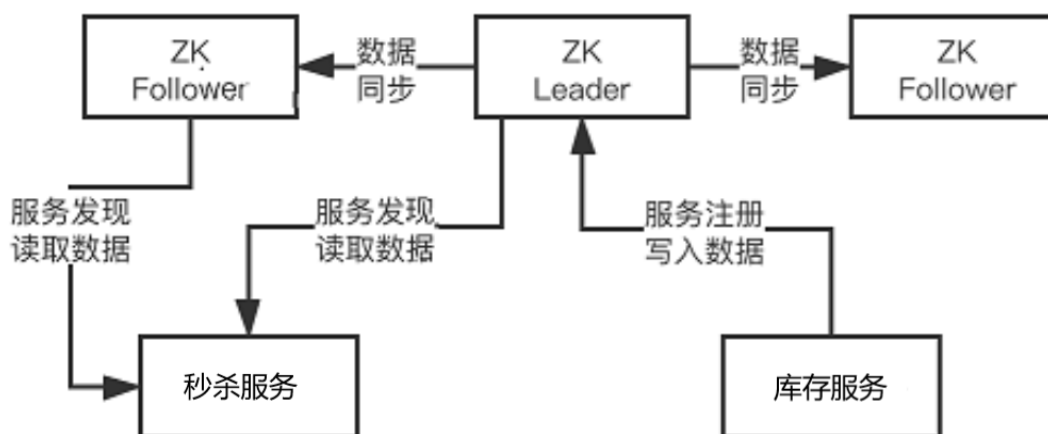 ZK
Follower
数据
同步
ZK
Leader
数据
同步
ZK
Follower
服务发现
读取数据
服务发现
读取数据
服务注册
写入数据
秒杀服务
库存服务